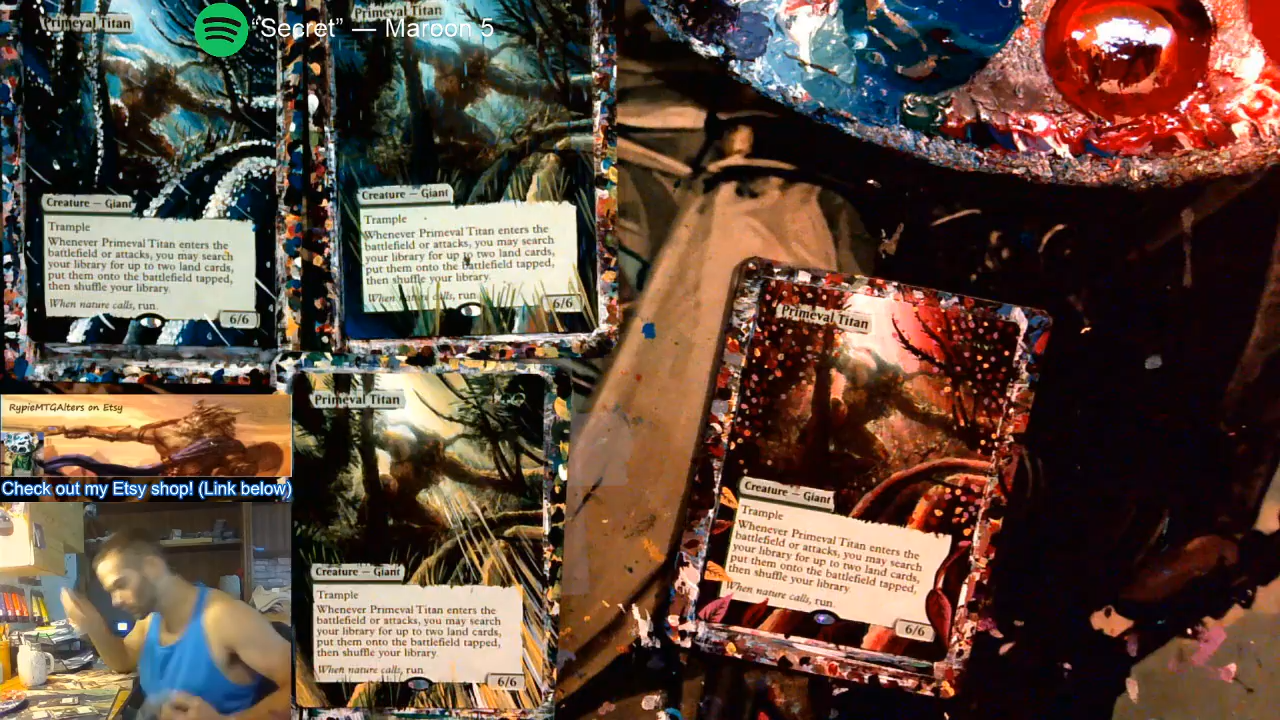 "Secret" — Maroon 5
Primeval Titan
Creature — Giant
Trample
Whenever Primeval Titan enters the
battlefield or attacks, you may search
your library for up to two land cards,
put them onto the battlefield tapped,
then shuffle your library.
When nature calls, run.
6/6
Primeval Titan
Creature — Giant
Trample
Whenever Primeval Titan enters the
battlefield or attacks, you may search
your library for up to two land cards,
put them onto the battlefield tapped,
then shuffle your library.
When nature calls, run.
6/6
RypieMTGAlters on Etsy
Check out my Etsy shop! (Link below)
Primeval Titan
Creature — Giant
Trample
Whenever Primeval Titan enters the
battlefield or attacks, you may search
your library for up to two land cards,
put them onto the battlefield tapped,
then shuffle your library.
When nature calls, run.
6/6
Primeval Titan
Creature — Giant
Trample
Whenever Primeval Titan enters the
battlefield or attacks, you may search
your library for up to two land cards,
put them onto the battlefield tapped,
then shuffle your library.
When nature calls, run.
6/6